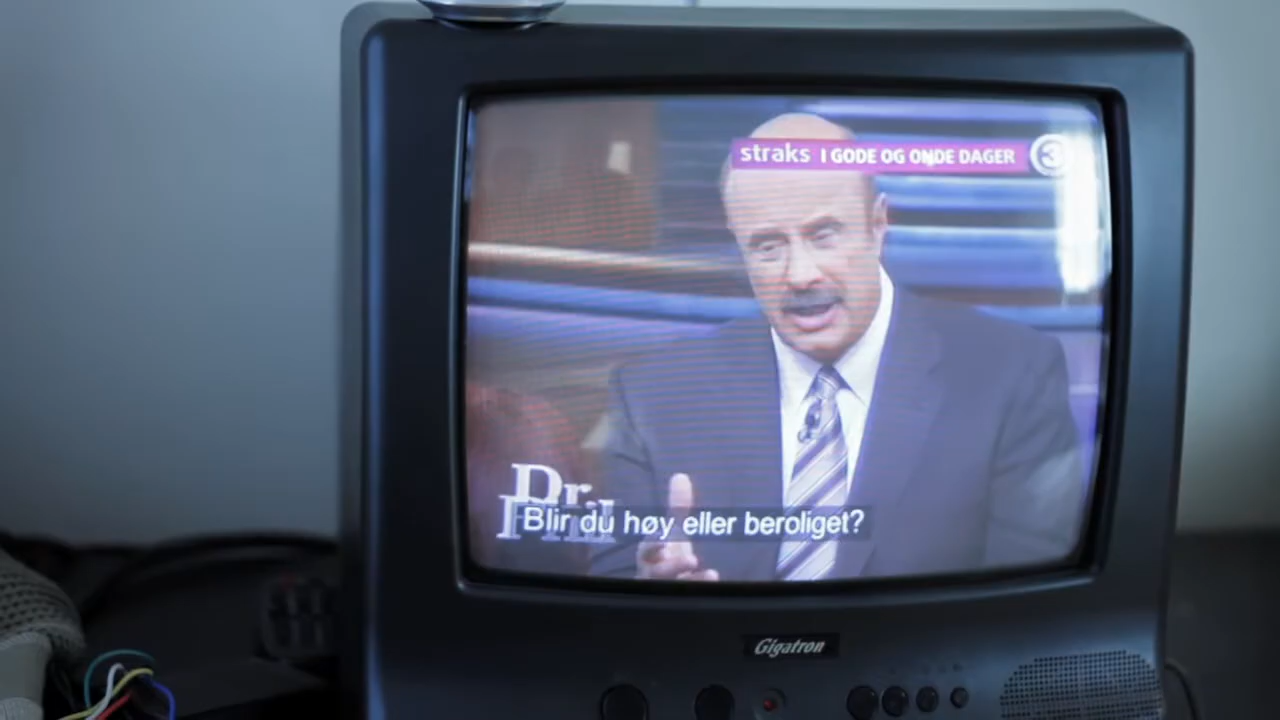 straks I GODE OG ONDE DAGER 3
Dr.
Phil
Blir du høy eller beroliget?
Gigatron